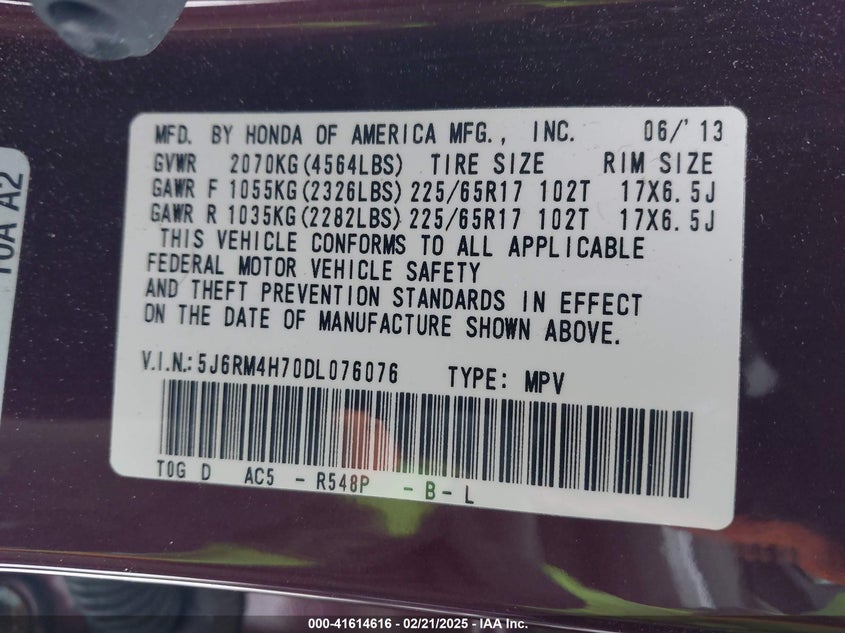 MFD. BY HONDA OF AMERICA MFG., INC. 06/'13
GVWR 2070KG(4564LBS) TIRE SIZE RIM SIZE
GAWR F 1055KG(2326LBS) 225/65R17 102T 17X6.5J
GAWR R 1035KG(2282LBS) 225/65R17 102T 17X6.5J
THIS VEHICLE CONFORMS TO ALL APPLICABLE
FEDERAL MOTOR VEHICLE SAFETY
AND THEFT PREVENTION STANDARDS IN EFFECT
ON THE DATE OF MANUFACTURE SHOWN ABOVE.
V.I.N.: 5J6RM4H70DL076076 TYPE: MPV
T0G D AC5 - R548P - B - L
T0A A2
000-41614616 - 02/21/2025 - IAA Inc.